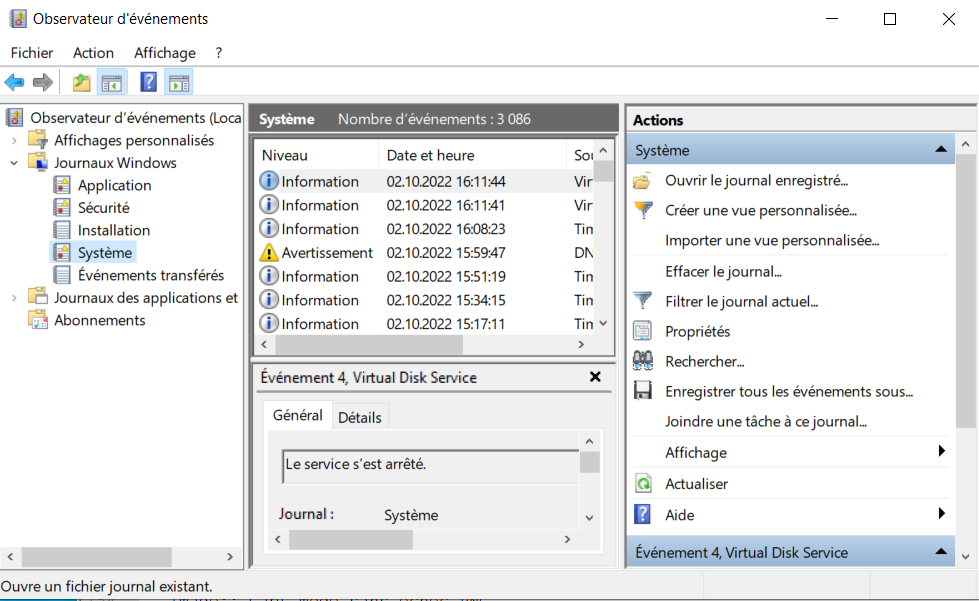 Observateur d'événements
Fichier Action Affichage ?
Observateur d'événements (Loca
Affichages personnalisés
Journaux Windows
Application
Sécurité
Installation
Système
Événements transférés
Journaux des applications et
Abonnements
Système Nombre d'événements : 3 086
Niveau Date et heure Sou
Information 02.10.2022 16:11:44 Vir
Information 02.10.2022 16:11:41 Vir
Information 02.10.2022 16:08:23 Tim
Avertissement 02.10.2022 15:59:47 DN
Information 02.10.2022 15:51:19 Tim
Information 02.10.2022 15:34:15 Tim
Information 02.10.2022 15:17:11 Tim
Événement 4, Virtual Disk Service
Général Détails
Le service s'est arrêté.
Journal : Système
Actions
Système
Ouvrir le journal enregistré...
Créer une vue personnalisée...
Importer une vue personnalisée...
Effacer le journal...
Filtrer le journal actuel...
Propriétés
Rechercher...
Enregistrer tous les événements sous...
Joindre une tâche à ce journal...
Affichage
Actualiser
Aide
Événement 4, Virtual Disk Service
Ouvre un fichier journal existant.